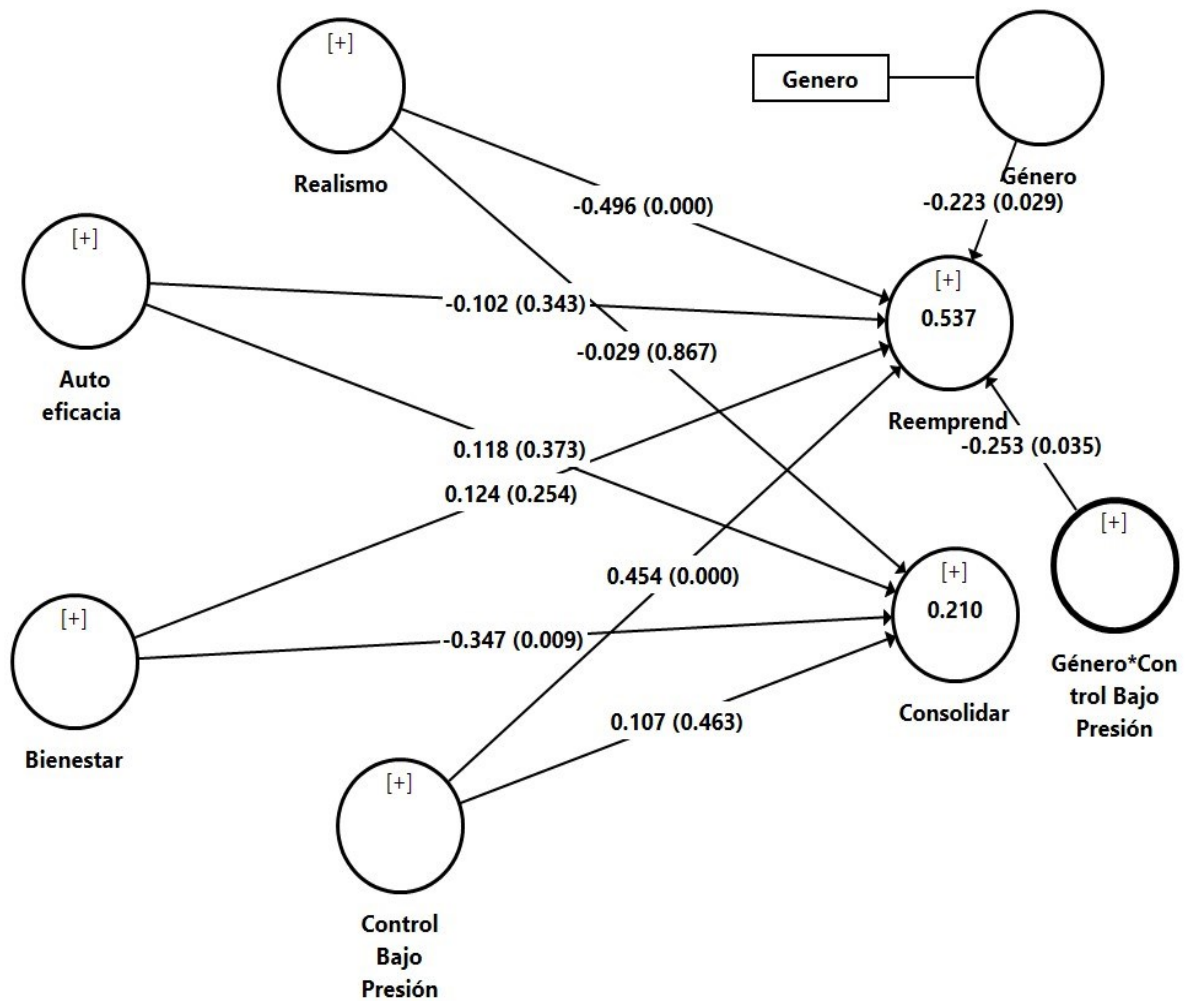 [+]
Realismo
Genero
Género
-0.496 (0.000)
-0.223 (0.029)
[+]
Auto
eficacia
-0.102 (0.343)
[+]
0.537
Reemprend
-0.029 (0.867)
0.118 (0.373)
-0.253 (0.035)
0.124 (0.254)
[+]
Género*Con
trol Bajo
Presión
0.454 (0.000)
[+]
0.210
Consolidar
[+]
Bienestar
-0.347 (0.009)
0.107 (0.463)
[+]
Control
Bajo
Presión